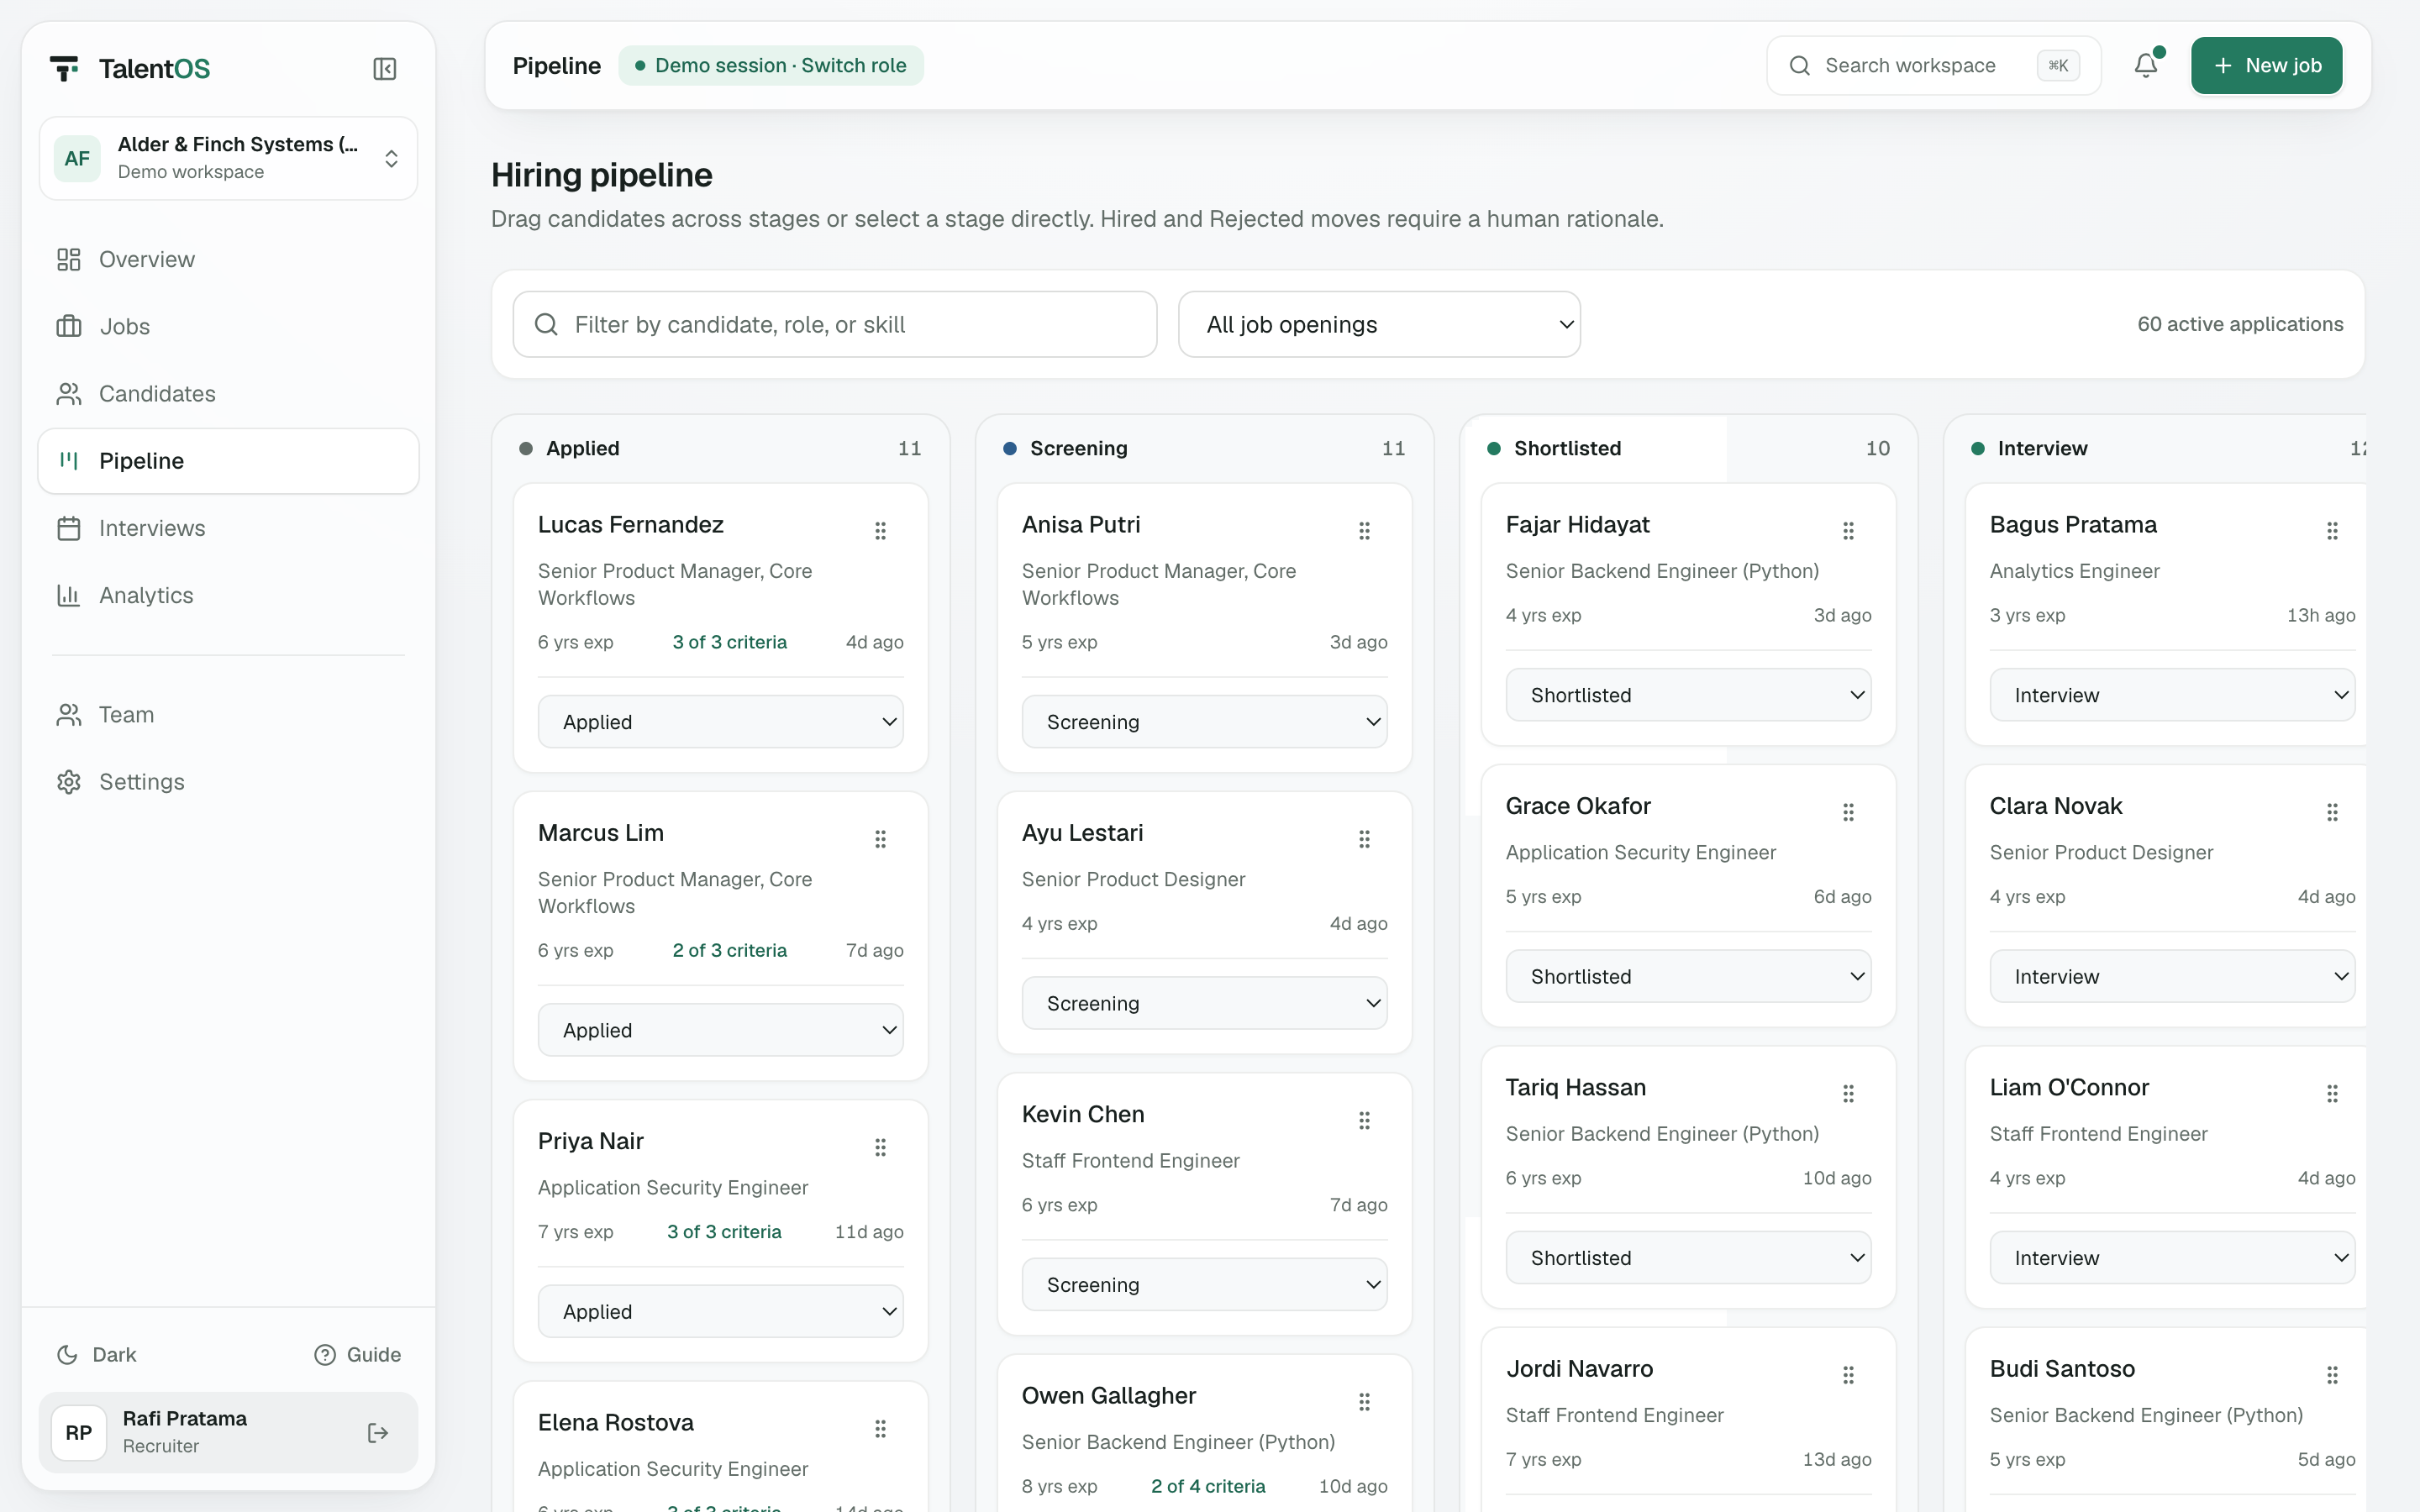 TalentOS
AF
Alder & Finch Systems (...
Demo workspace
Overview
Jobs
Candidates
Pipeline
Interviews
Analytics
Team
Settings
Dark
Guide
RP
Rafi Pratama
Recruiter
Pipeline
Demo session · Switch role
Search workspace
⌘K
New job
Hiring pipeline
Drag candidates across stages or select a stage directly. Hired and Rejected moves require a human rationale.
Filter by candidate, role, or skill
All job openings
60 active applications
Applied 11
Lucas Fernandez
Senior Product Manager, Core
Workflows
6 yrs exp 3 of 3 criteria 4d ago
Applied
Marcus Lim
Senior Product Manager, Core
Workflows
6 yrs exp 2 of 3 criteria 7d ago
Applied
Priya Nair
Application Security Engineer
7 yrs exp 3 of 3 criteria 11d ago
Applied
Elena Rostova
Application Security Engineer
Screening 11
Anisa Putri
Senior Product Manager, Core
Workflows
5 yrs exp 3d ago
Screening
Ayu Lestari
Senior Product Designer
4 yrs exp 4d ago
Screening
Kevin Chen
Staff Frontend Engineer
6 yrs exp 7d ago
Screening
Owen Gallagher
Senior Backend Engineer (Python)
8 yrs exp 2 of 4 criteria 10d ago
Shortlisted 10
Fajar Hidayat
Senior Backend Engineer (Python)
4 yrs exp 3d ago
Shortlisted
Grace Okafor
Application Security Engineer
5 yrs exp 6d ago
Shortlisted
Tariq Hassan
Senior Backend Engineer (Python)
6 yrs exp 10d ago
Shortlisted
Jordi Navarro
Staff Frontend Engineer
7 yrs exp 13d ago
Interview
Bagus Pratama
Analytics Engineer
3 yrs exp 13h ago
Interview
Clara Novak
Senior Product Designer
4 yrs exp 4d ago
Interview
Liam O'Connor
Staff Frontend Engineer
4 yrs exp 4d ago
Interview
Budi Santoso
Senior Backend Engineer (Python)
5 yrs exp 5d ago